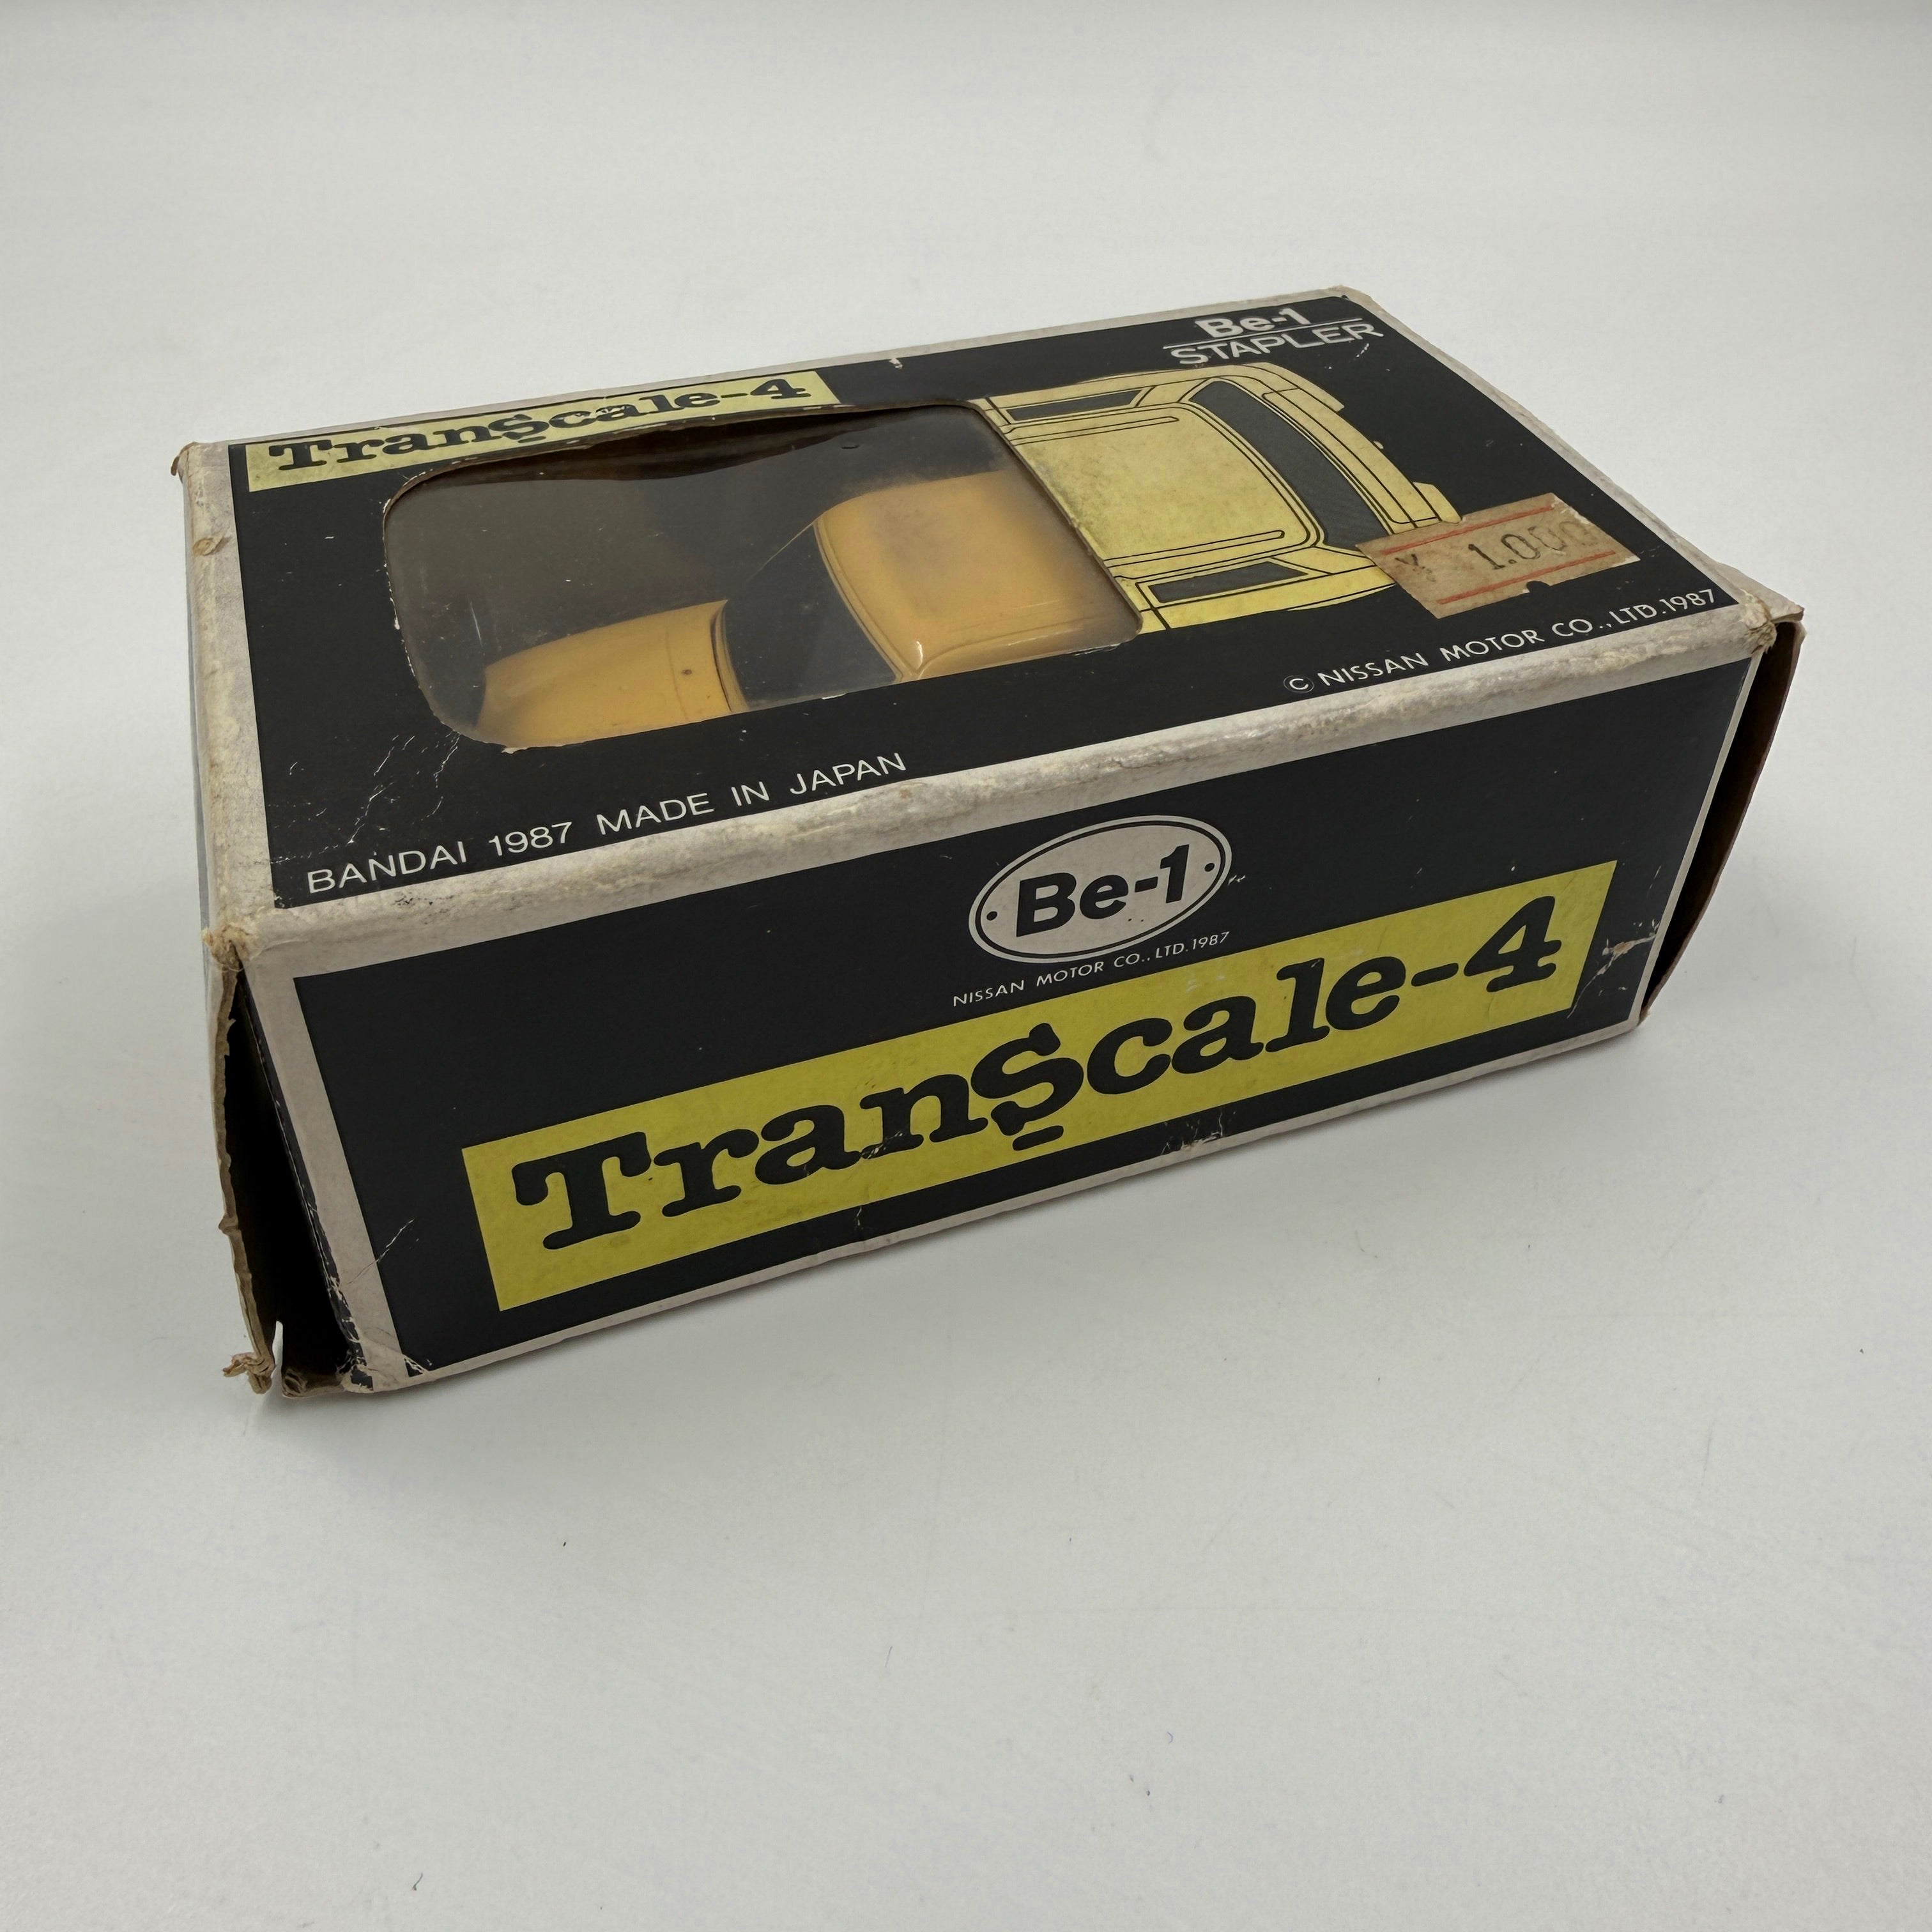 TranScale-4
Be-1
STAPLER
¥ 1.000
© NISSAN MOTOR CO., LTD. 1987
BANDAI 1987 MADE IN JAPAN
Be-1
NISSAN MOTOR CO., LTD. 1987
TranScale-4